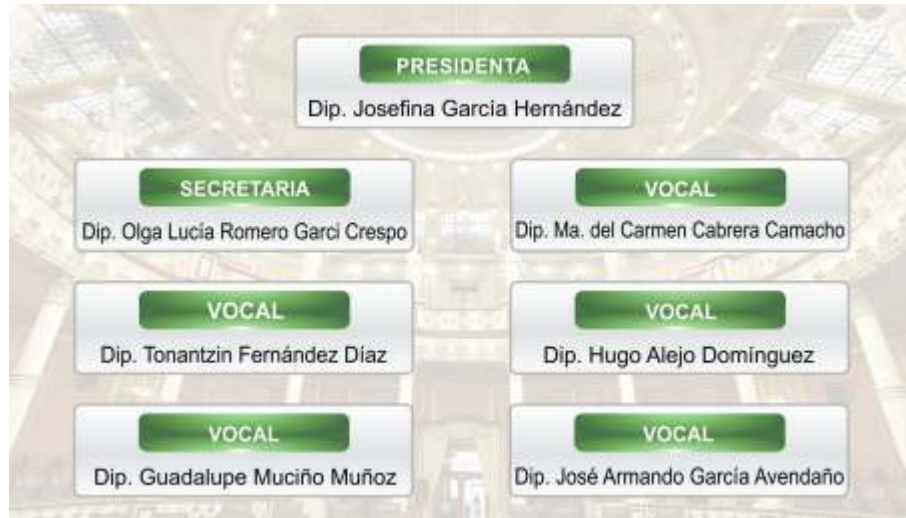 PRESIDENTA
Dip. Josefina García Hernández
SECRETARIA
Dip. Olga Lucía Romero Garci Crespo
VOCAL
Dip. Ma. del Carmen Cabrera Camacho
VOCAL
Dip. Tonantzin Fernández Díaz
VOCAL
Dip. Hugo Alejo Domínguez
VOCAL
Dip. Guadalupe Muciño Muñoz
VOCAL
Dip. José Armando García Avendaño